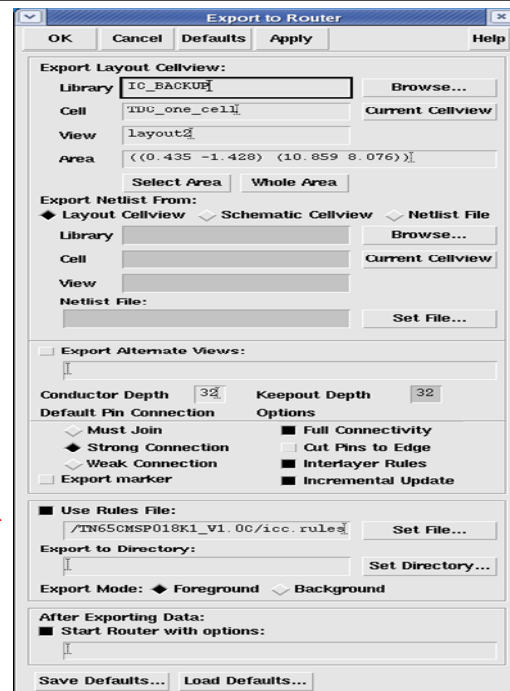 Export to Router
OK Cancel Defaults Apply Help
Export Layout Cellview:
Library IC_BACKUP Browse...
Cell TDC_one_cell Current Cellview
View layout2
Area ((0.435 -1.428) (10.859 8.076))
Select Area Whole Area
Export Netlist From:
Layout Cellview Schematic Cellview Netlist File
Library Browse...
Cell Current Cellview
View
Netlist File:
Set File...
Export Alternate Views:
Conductor Depth 32 Keepout Depth 32
Default Pin Connection Options
Must Join Full Connectivity
Strong Connection Cut Pins to Edge
Weak Connection Interlayer Rules
Export marker Incremental Update
Use Rules File:
/TN65CMSP018K1_V1.0C/icc.rules Set File...
Export to Directory:
Set Directory...
Export Mode: Foreground Background
After Exporting Data:
Start Router with options:
Save Defaults... Load Defaults...